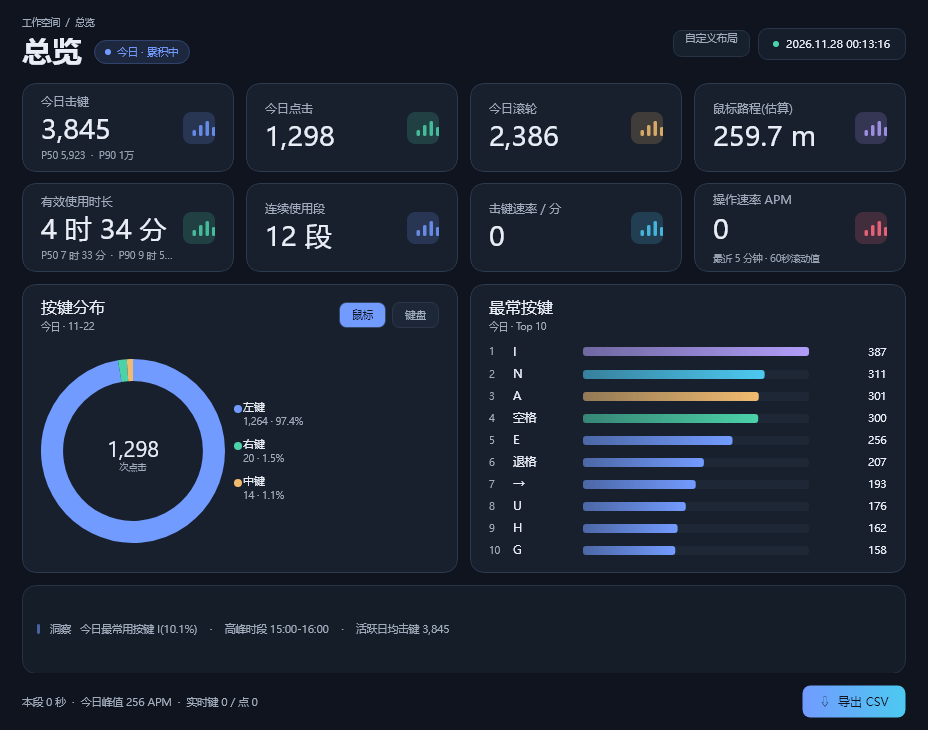 工作空间 / 总览
总览
今日 · 累积中
自定义布局
2026.11.28 00:13:16
今日击键
3,845
P50 5,923 · P90 1万
今日点击
1,298
今日滚轮
2,386
鼠标路程(估算)
259.7 m
有效使用时长
4 时 34 分
P50 7 时 33 分 · P90 9 时 5...
连续使用段
12 段
击键速率 / 分
0
操作速率 APM
0
最近 5 分钟 · 60秒滚动值
按键分布
今日 · 11-22
鼠标
键盘
1,298
次点击
左键
1,264 · 97.4%
右键
20 · 1.5%
中键
14 · 1.1%
最常按键
今日 · Top 10
1 I 387
2 N 311
3 A 301
4 空格 300
5 E 256
6 退格 207
7 → 193
8 U 176
9 H 162
10 G 158
洞察 今日最常用按键 I(10.1%) · 高峰时段 15:00-16:00 · 活跃日均击键 3,845
本段 0 秒 · 今日峰值 256 APM · 实时键 0 / 点 0
⇩ 导出 CSV